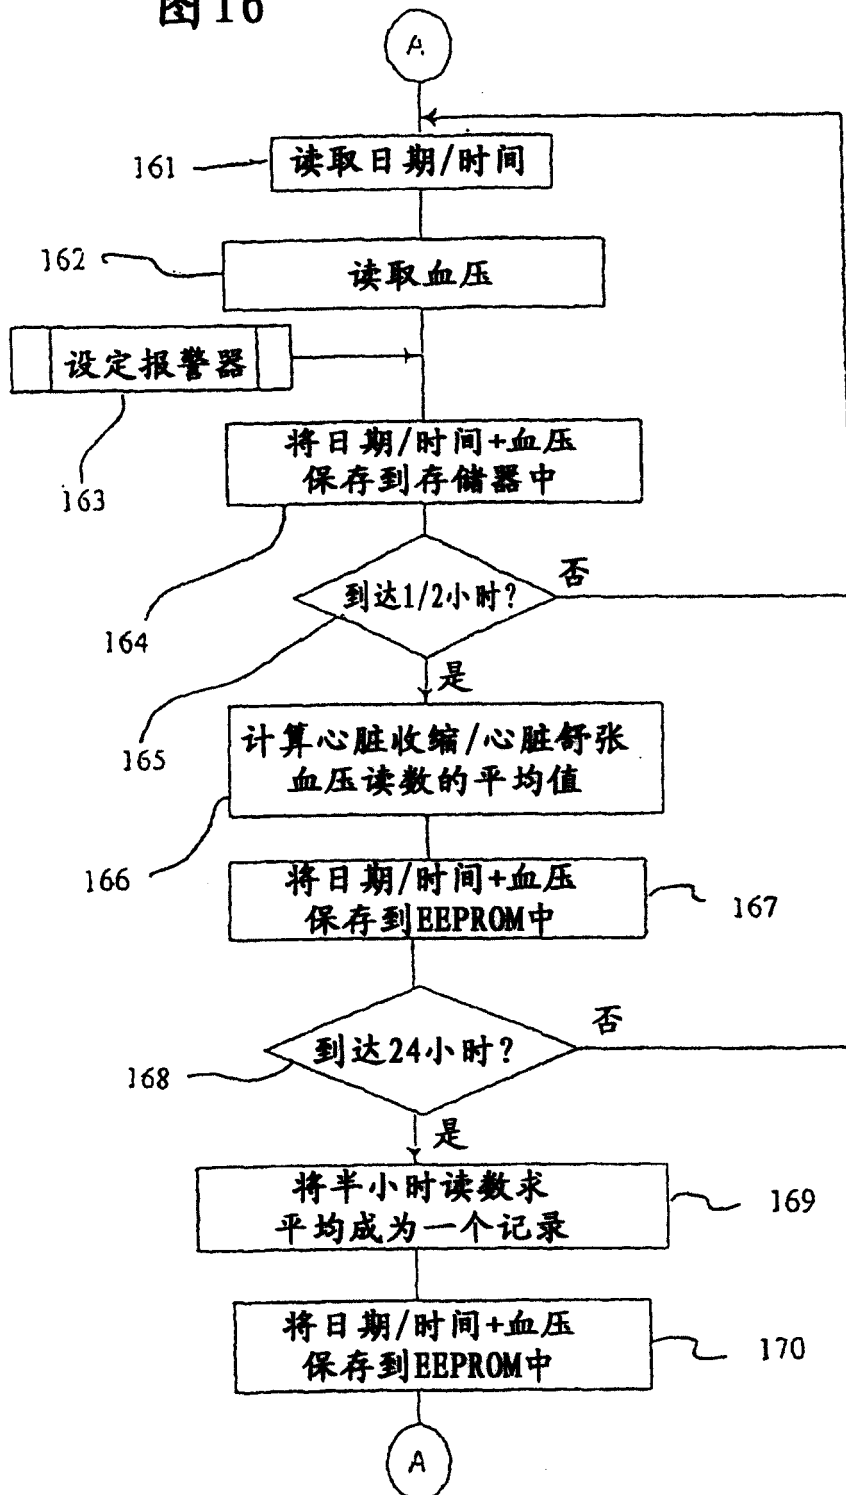 图16
A
161
读取日期/时间
162
读取血压
设定报警器
163
将日期/时间+血压
保存到存储器中
164
到达1/2小时?
否
165
是
计算心脏收缩/心脏舒张
血压读数的平均值
166
将日期/时间+血压
保存到EEPROM中
167
到达24小时?
否
168
是
将半小时读数求
平均成为一个记录
169
将日期/时间+血压
保存到EEPROM中
170
A